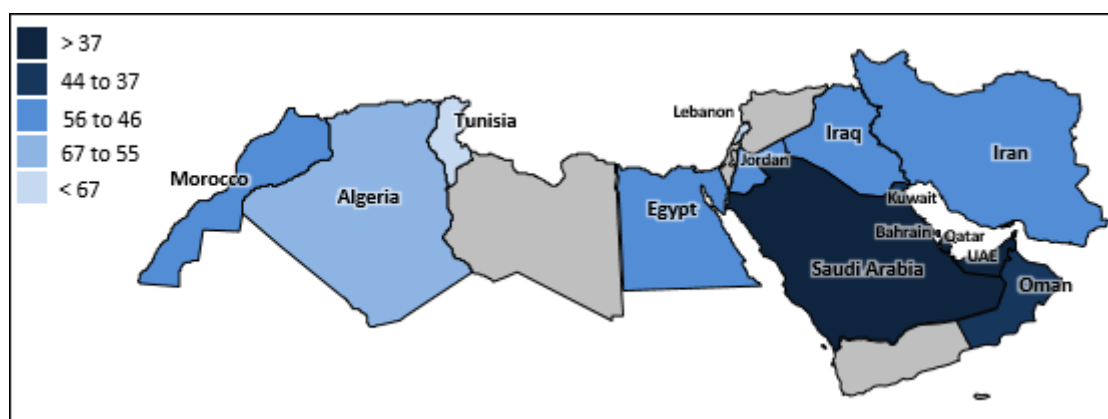 > 37
44 to 37
56 to 46
67 to 55
< 67
Morocco
Algeria
Tunisia
Egypt
Lebanon
Jordan
Iraq
Iran
Kuwait
Bahrain
Qatar
UAE
Saudi Arabia
Oman